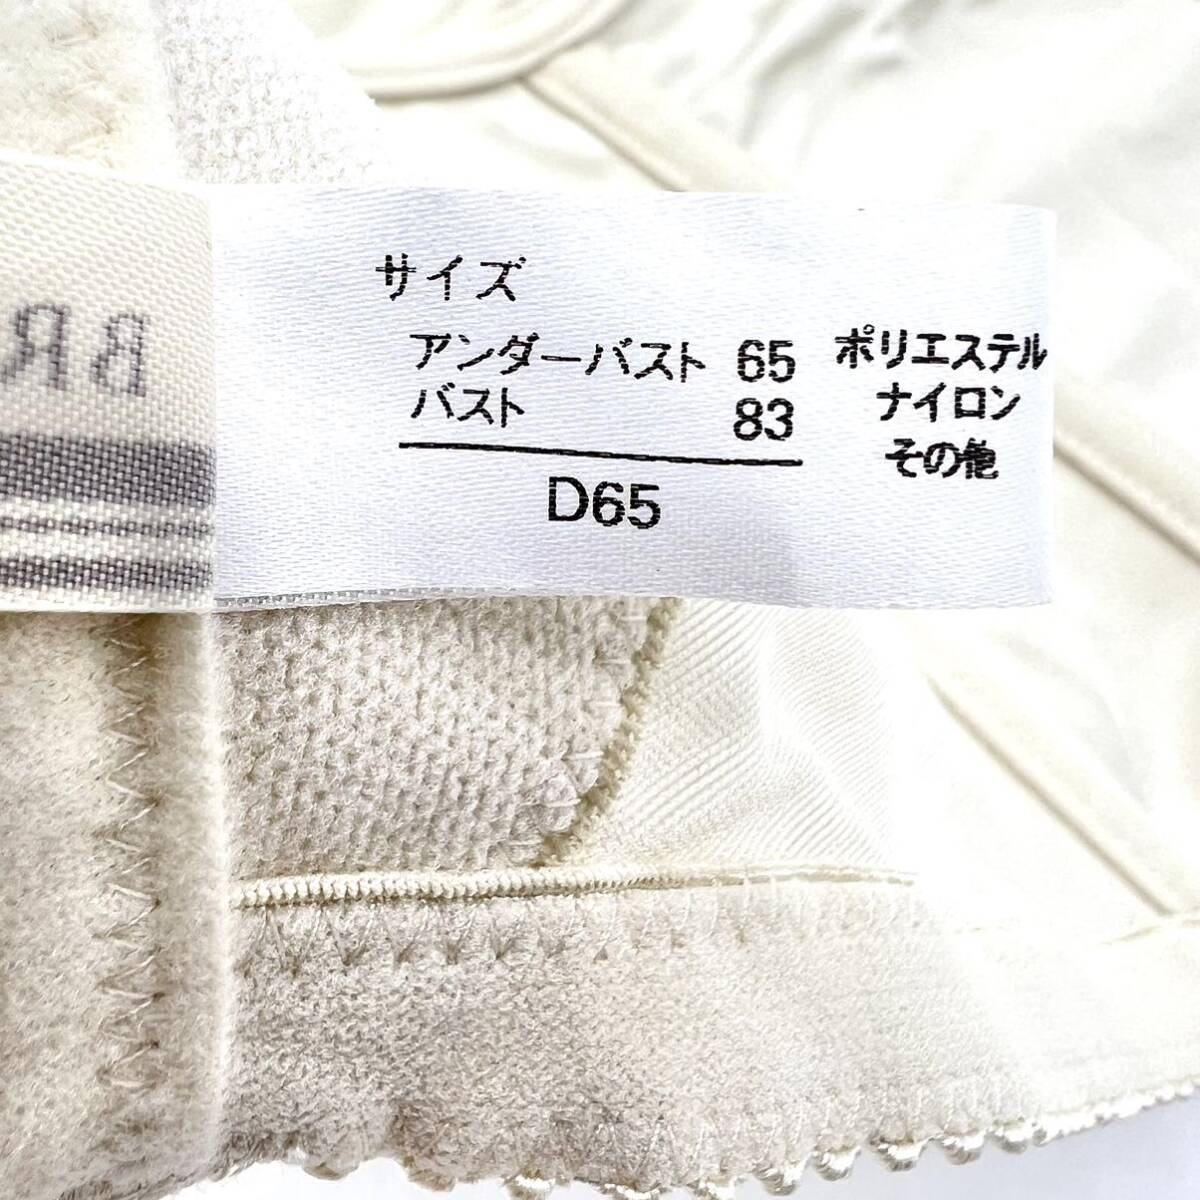 サイズ
アンダーバスト 65
バスト 83
D65
ポリエステル
ナイロン
その他
BR